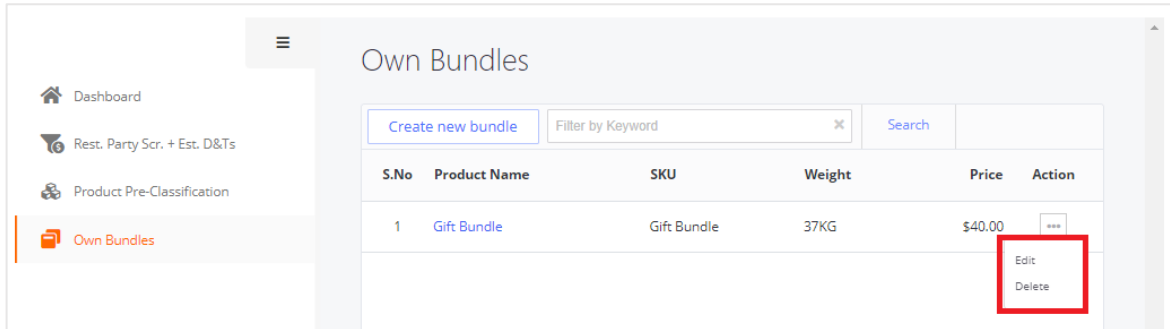 Own Bundles
Dashboard
Rest. Party Scr. + Est. D&Ts
Product Pre-Classification
Own Bundles
Create new bundle Filter by Keyword Search
S.No Product Name SKU Weight Price Action
1 Gift Bundle Gift Bundle 37KG $40.00
Edit
Delete